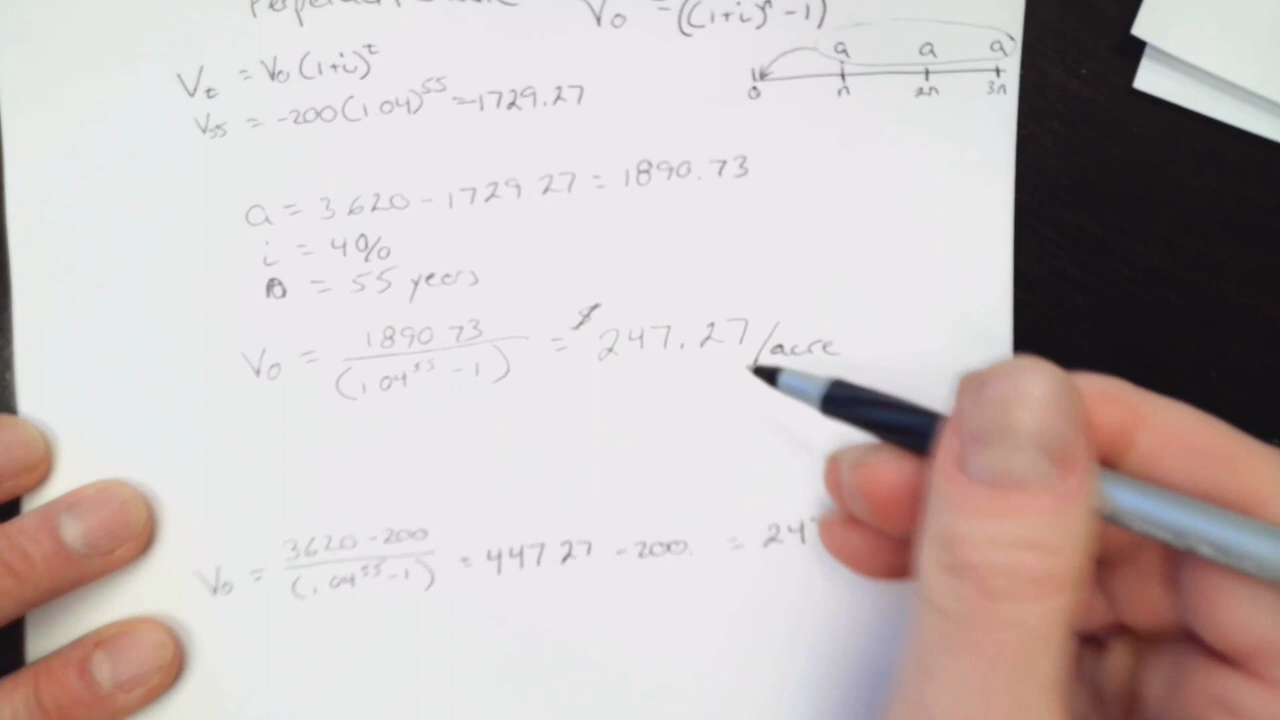 V₀ = ((1+i)ⁿ - 1)
Vₜ = V₀(1+i)ᵗ
a a a
0 n 2n 3n
V₅₅ = -200(1.04)⁵⁵ = -1729.27
a = 3620 - 1729.27 = 1890.73
i = 4%
n = 55 years
V₀ = 1890.73 = $247.27/acre
(1.04⁵⁵ - 1)
V₀ = 3620 - 200 = 447.27 - 200. = 247
(1.04⁵⁵ - 1)